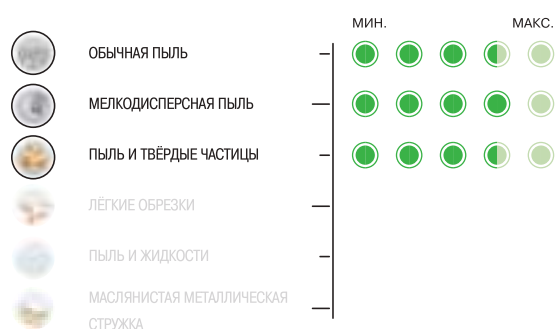 МИН. МАКС.
ОБЫЧНАЯ ПЫЛЬ
МЕЛКОДИСПЕРСНАЯ ПЫЛЬ
ПЫЛЬ И ТВЁРДЫЕ ЧАСТИЦЫ
ЛЁГКИЕ ОБРЕЗКИ
ПЫЛЬ И ЖИДКОСТИ
МАСЛЯНИСТАЯ МЕТАЛЛИЧЕСКАЯ
СТРУЖКА